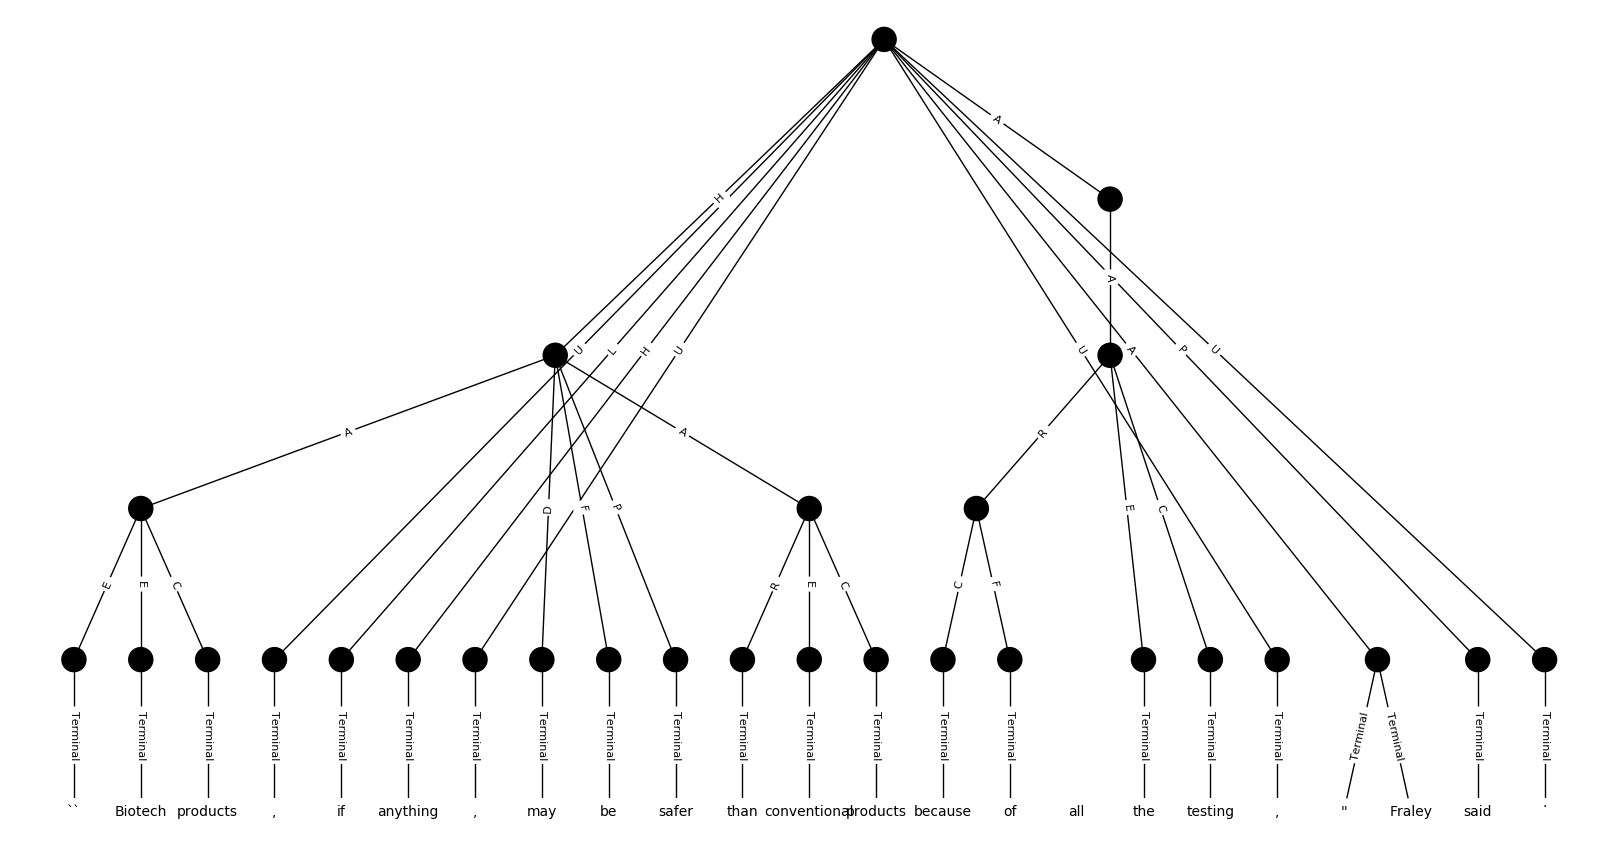 A
H
A
U L H U U A P U
A A
R
D F P E C
E E C R E C C F
Terminal Terminal Terminal Terminal Terminal Terminal Terminal Terminal Terminal Terminal Terminal Terminal Terminal Terminal Terminal Terminal Terminal Terminal Terminal Terminal Terminal Terminal
`` Biotech products , if anything , may be safer than conventional products because of all the testing , " Fraley said .